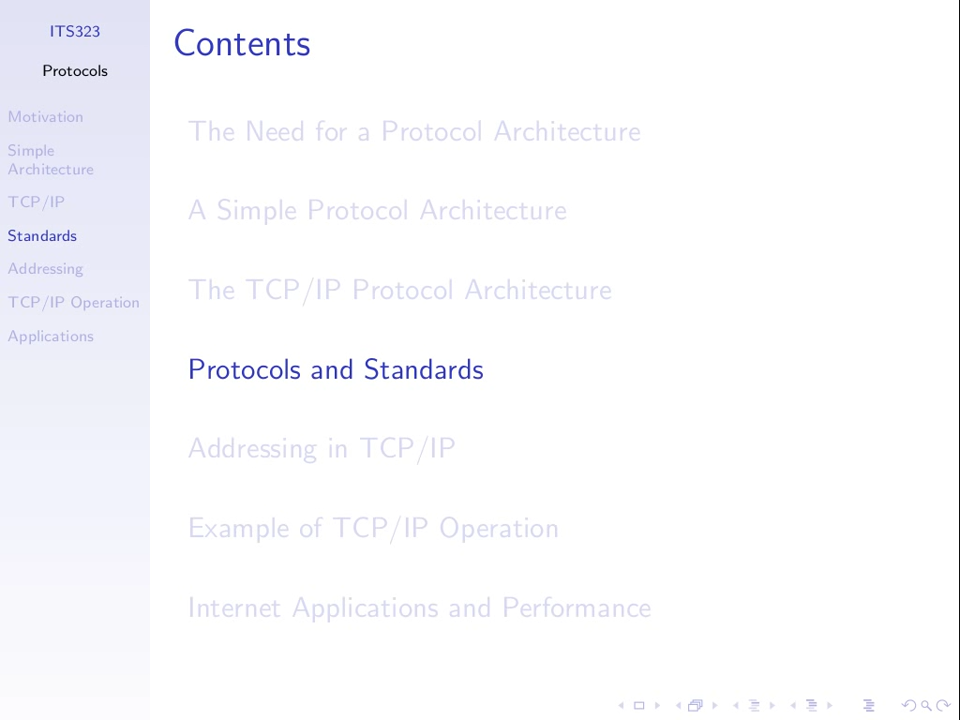 ITS323
Protocols
Motivation
Simple
Architecture
TCP/IP
Standards
Addressing
TCP/IP Operation
Applications
Contents
The Need for a Protocol Architecture
A Simple Protocol Architecture
The TCP/IP Protocol Architecture
Protocols and Standards
Addressing in TCP/IP
Example of TCP/IP Operation
Internet Applications and Performance